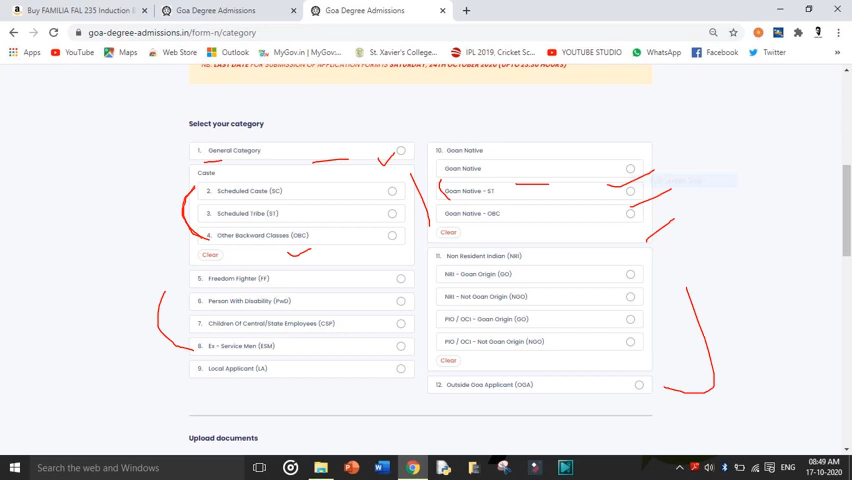 Buy FAMILIA FAL 235 Induction B
Goa Degree Admissions
Goa Degree Admissions
goa-degree-admissions.in/form-n/category
Apps
YouTube
Maps
Web Store
Outlook
MyGov.in | MyGov:...
St. Xavier's College...
IPL 2019, Cricket Sc...
YOUTUBE STUDIO
WhatsApp
Facebook
Twitter
NB. LAST DATE FOR SUBMISSION OF APPLICATION FORM IS SATURDAY, 24TH OCTOBER 2020 (UPTO 23.30 HOURS)
Select your category
1. General Category
Caste
2. Scheduled Caste (SC)
3. Scheduled Tribe (ST)
4. Other Backward Classes (OBC)
Clear
5. Freedom Fighter (FF)
6. Person With Disability (PwD)
7. Children Of Central/State Employees (CSP)
8. Ex - Service Men (ESM)
9. Local Applicant (LA)
10. Goan Native
Goan Native
Goan Native - ST
Goan Native - OBC
Clear
11. Non Resident Indian (NRI)
NRI - Goan Origin (GO)
NRI - Not Goan Origin (NGO)
PIO / OCI - Goan Origin (GO)
PIO / OCI - Not Goan Origin (NGO)
Clear
12. Outside Goa Applicant (OGA)
Upload documents
Search the web and Windows
ENG
08:49 AM
17-10-2020